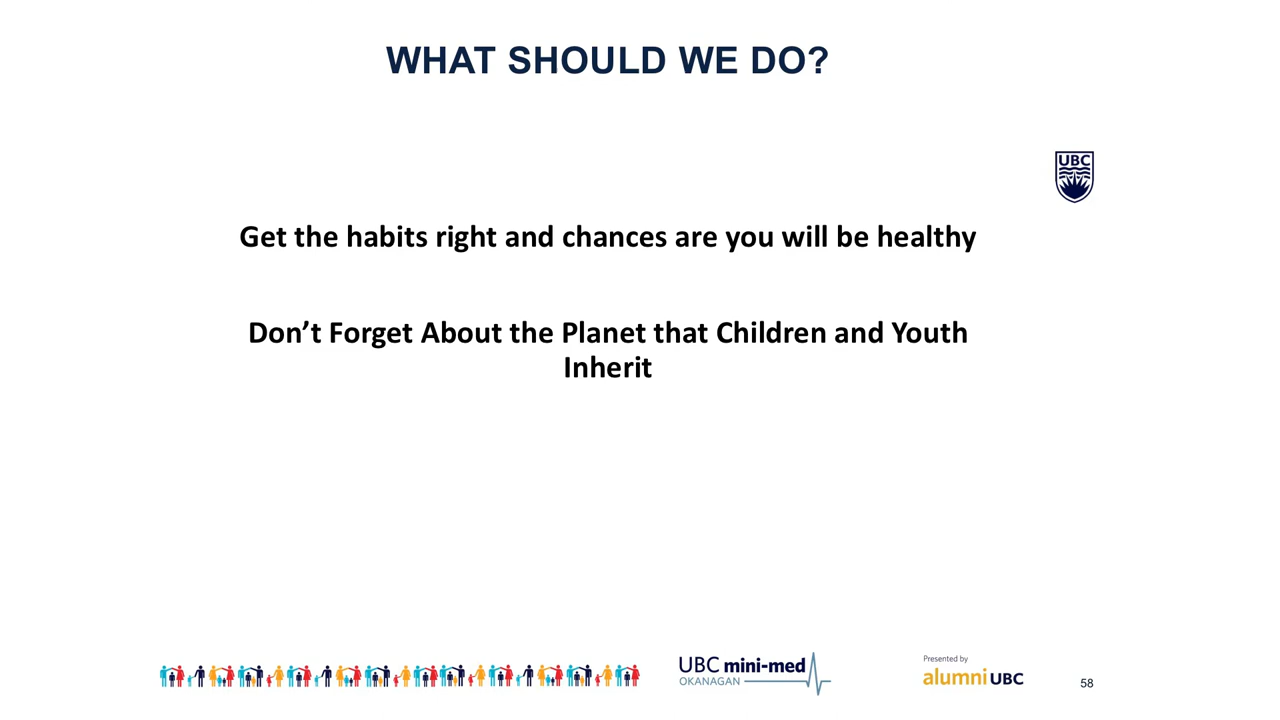 WHAT SHOULD WE DO?
UBC
Get the habits right and chances are you will be healthy
Don’t Forget About the Planet that Children and Youth
Inherit
UBC mini-med
OKANAGAN
Presented by
alumni UBC
58